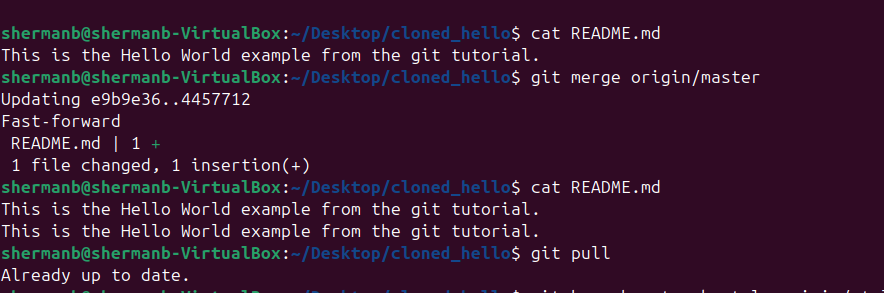 shermanb@shermanb-VirtualBox:~/Desktop/cloned_hello$ cat README.md
This is the Hello World example from the git tutorial.
shermanb@shermanb-VirtualBox:~/Desktop/cloned_hello$ git merge origin/master
Updating e9b9e36..4457712
Fast-forward
 README.md | 1 +
 1 file changed, 1 insertion(+)
shermanb@shermanb-VirtualBox:~/Desktop/cloned_hello$ cat README.md
This is the Hello World example from the git tutorial.
This is the Hello World example from the git tutorial.
shermanb@shermanb-VirtualBox:~/Desktop/cloned_hello$ git pull
Already up to date.